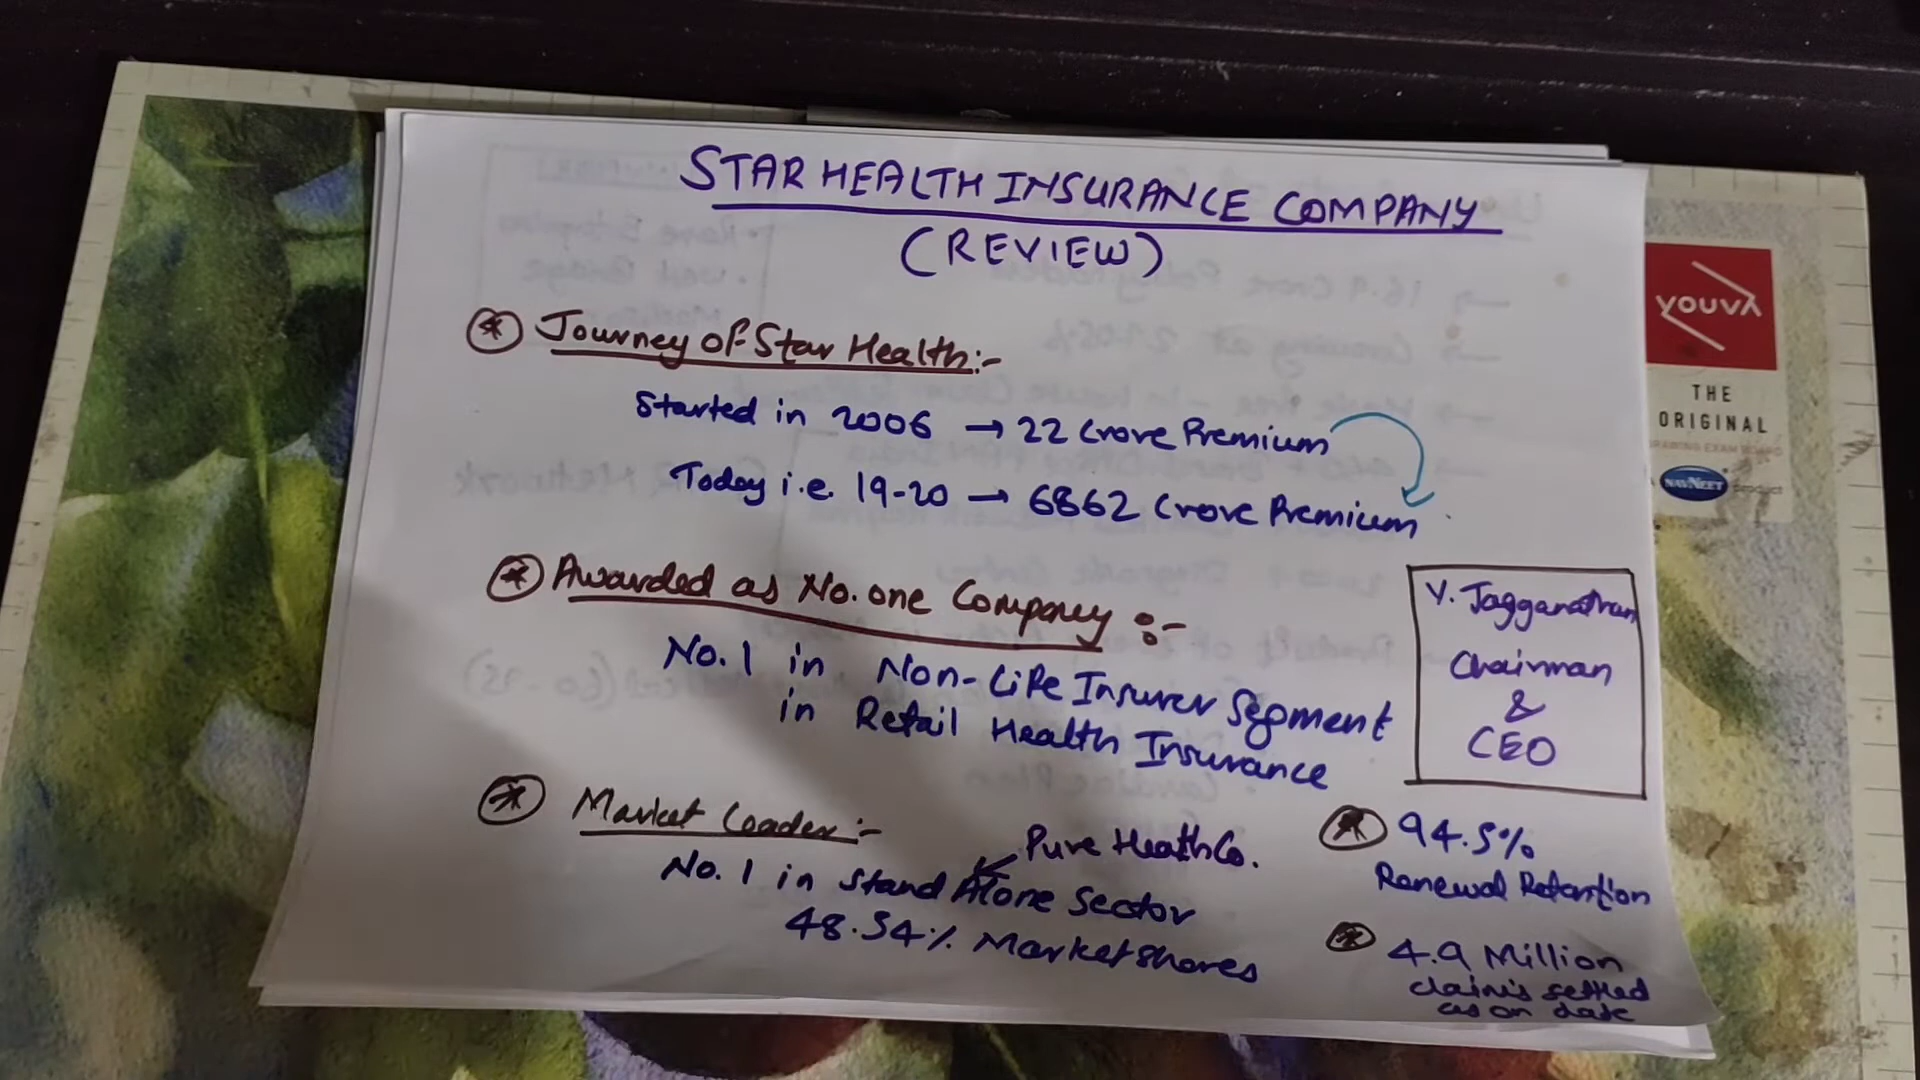 STAR HEALTH INSURANCE COMPANY
(REVIEW)
Journey of Star Health:-
Started in 2006 → 22 Crore Premium
Today i.e. 19-20 → 6862 Crore Premium
Awarded as No. one Company :-
No. 1 in Non-Life Insurer Segment
in Retail Health Insurance
V. Jagganathan
Chairman
&
CEO
Market Leader:-
Pure Health Co.
No. 1 in Stand Alone Sector
48.54% Market shares
94.5%
Renewal Retention
4.9 Million
claims settled
as on date
YOUVA
THE
ORIGINAL
NAVNEET
Product